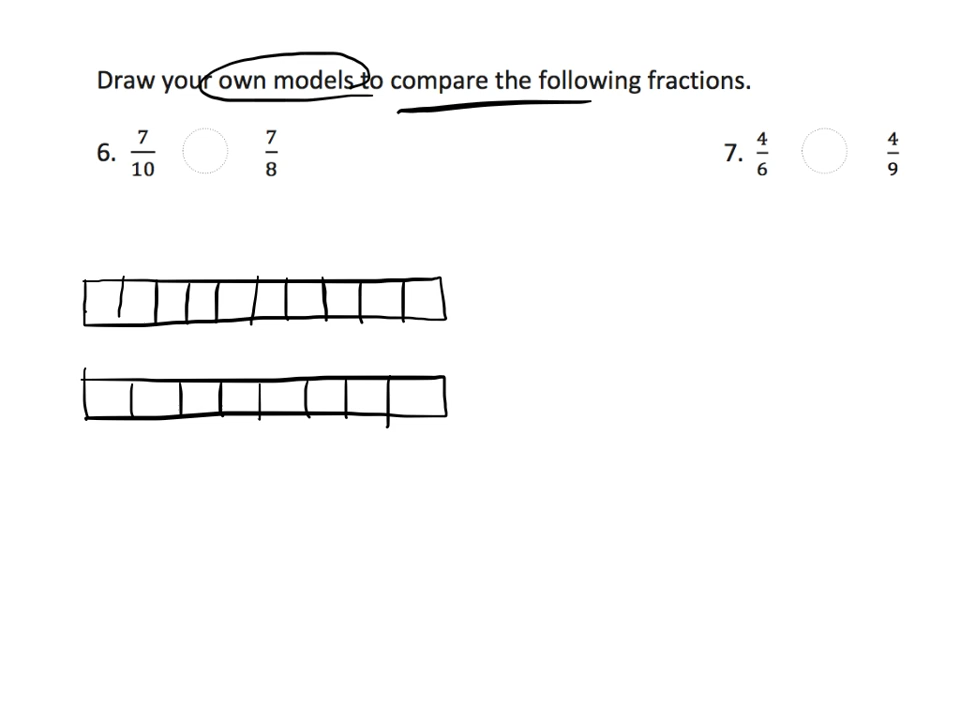 Draw your own models to compare the following fractions.
6. 7/10 7/8
7. 4/6 4/9